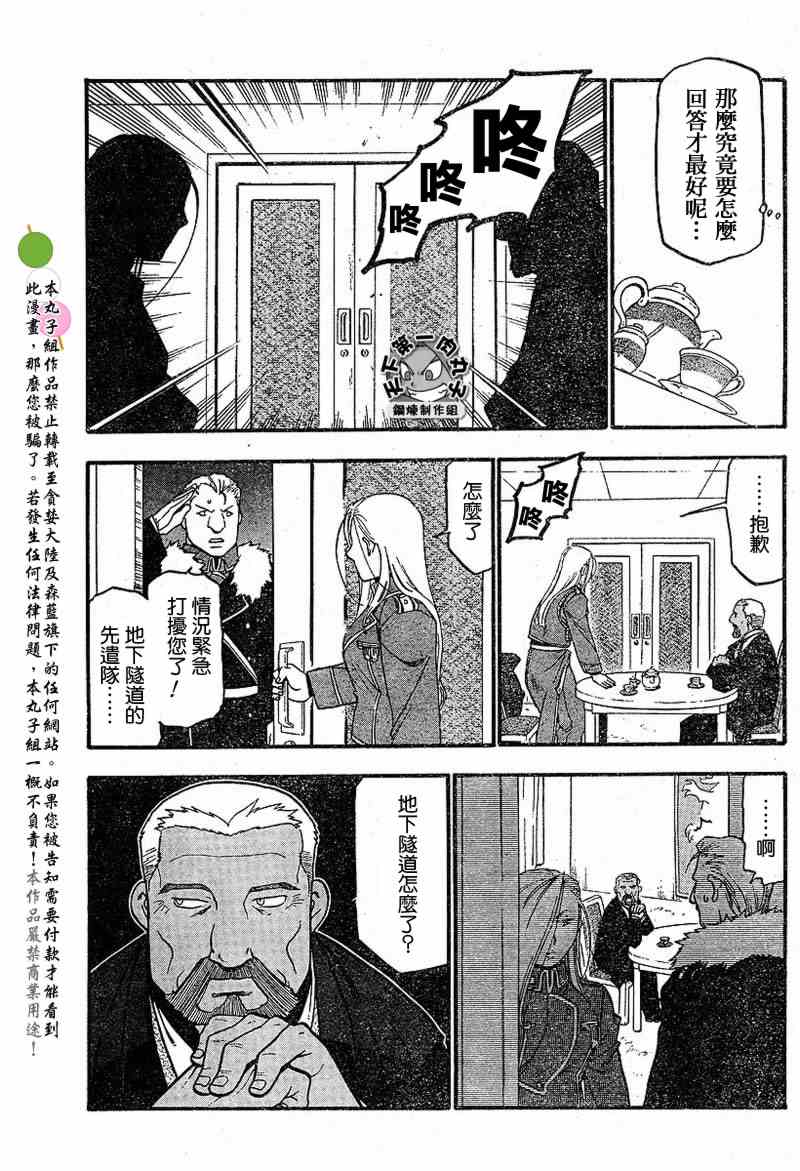 那麼究竟要怎麼
回答才最好呢…
咚
咚
咚
天下第一肉丸子
鋼煉制作組
……抱歉
咚
咚
怎麼了
情況緊急
打擾您了!
地下隧道的
先遣隊……
……啊
地下隧道怎麼了?
本丸子組作品禁止轉載至貪婪大陸及森藍旗下的任何網站。如果您被告知需要付款才能看到
此漫畫,那麼您被騙了。若發生任何法律問題,本丸子組一概不負責!本作品嚴禁商業用途!